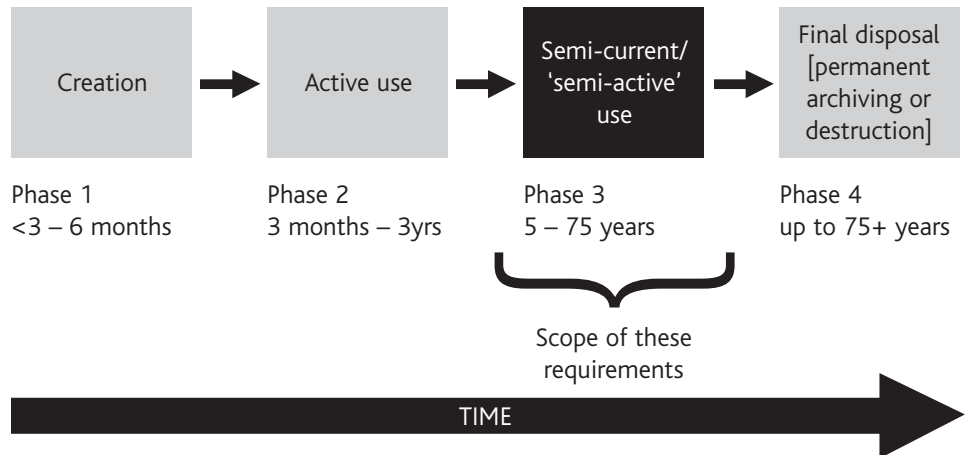 Creation
Active use
Semi-current/
‘semi-active’
use
Final disposal
[permanent
archiving or
destruction]
Phase 1
<3 – 6 months
Phase 2
3 months – 3yrs
Phase 3
5 – 75 years
Phase 4
up to 75+ years
Scope of these
requirements
TIME